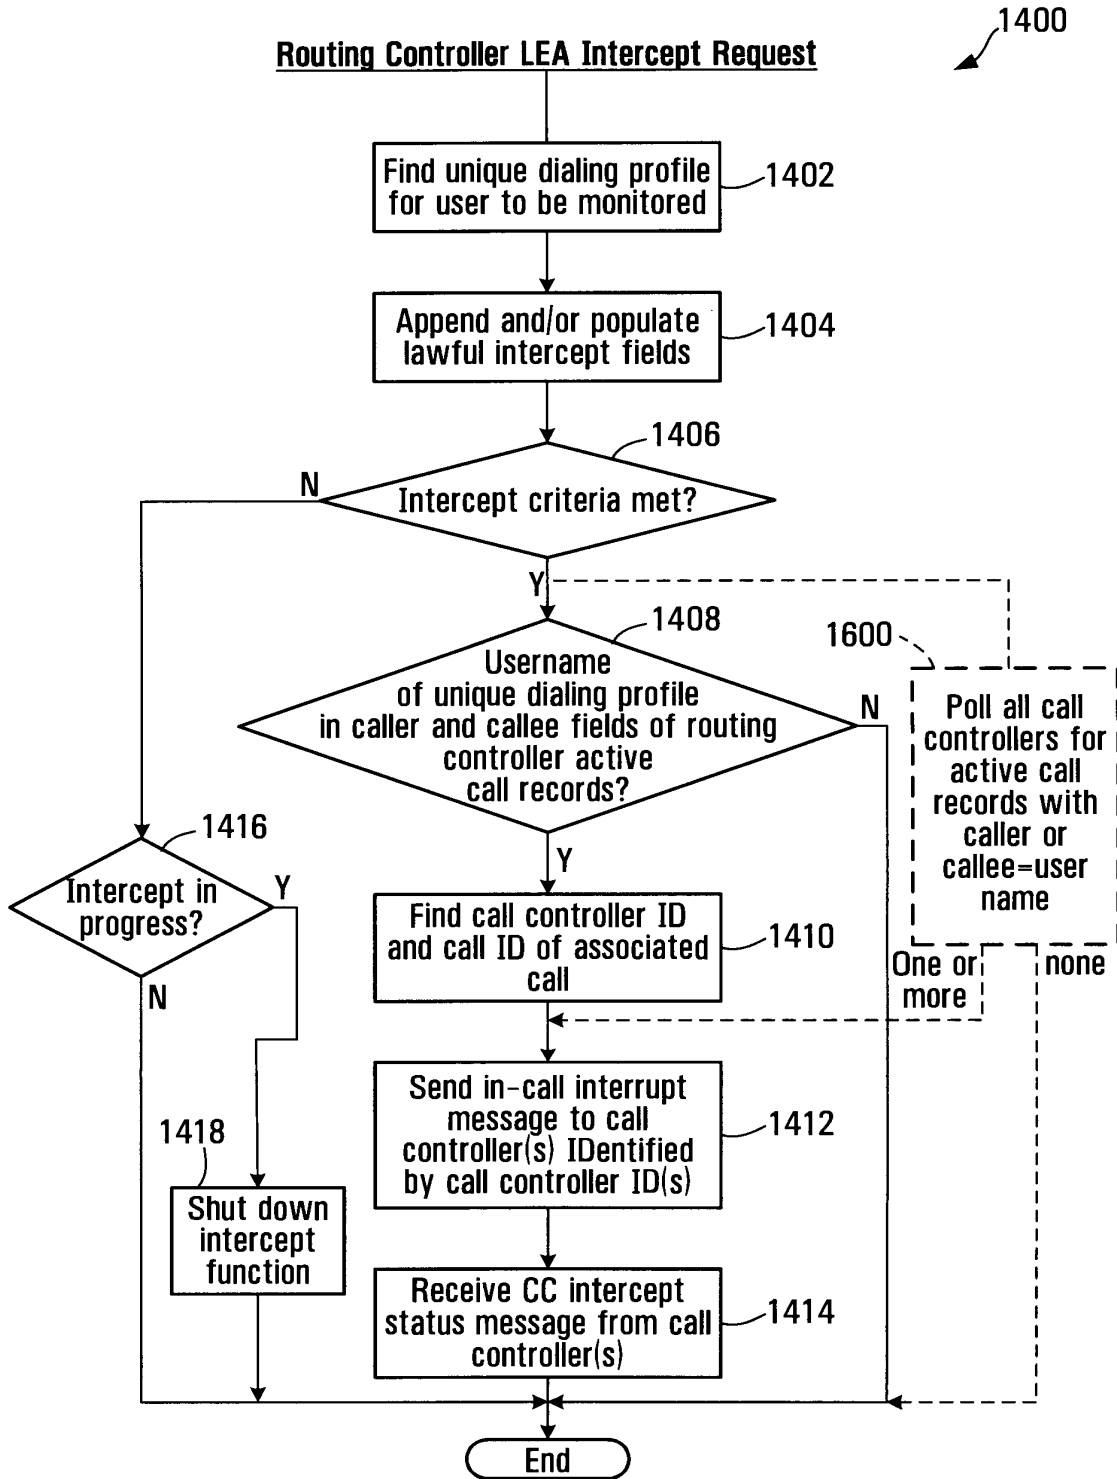 1400
Routing Controller LEA Intercept Request
Find unique dialing profile
for user to be monitored
1402
Append and/or populate
lawful intercept fields
1404
1406
Intercept criteria met?
N
Y
1408
Username
of unique dialing profile
in caller and callee fields of routing
controller active
call records?
N
Y
1600
Poll all call
controllers for
active call
records with
caller or
callee=user
name
One or
more
none
1416
Intercept in
progress?
Y
N
Find call controller ID
and call ID of associated
call
1410
Send in-call interrupt
message to call
controller(s) IDentified
by call controller ID(s)
1412
1418
Shut down
intercept
function
Receive CC intercept
status message from call
controller(s)
1414
End